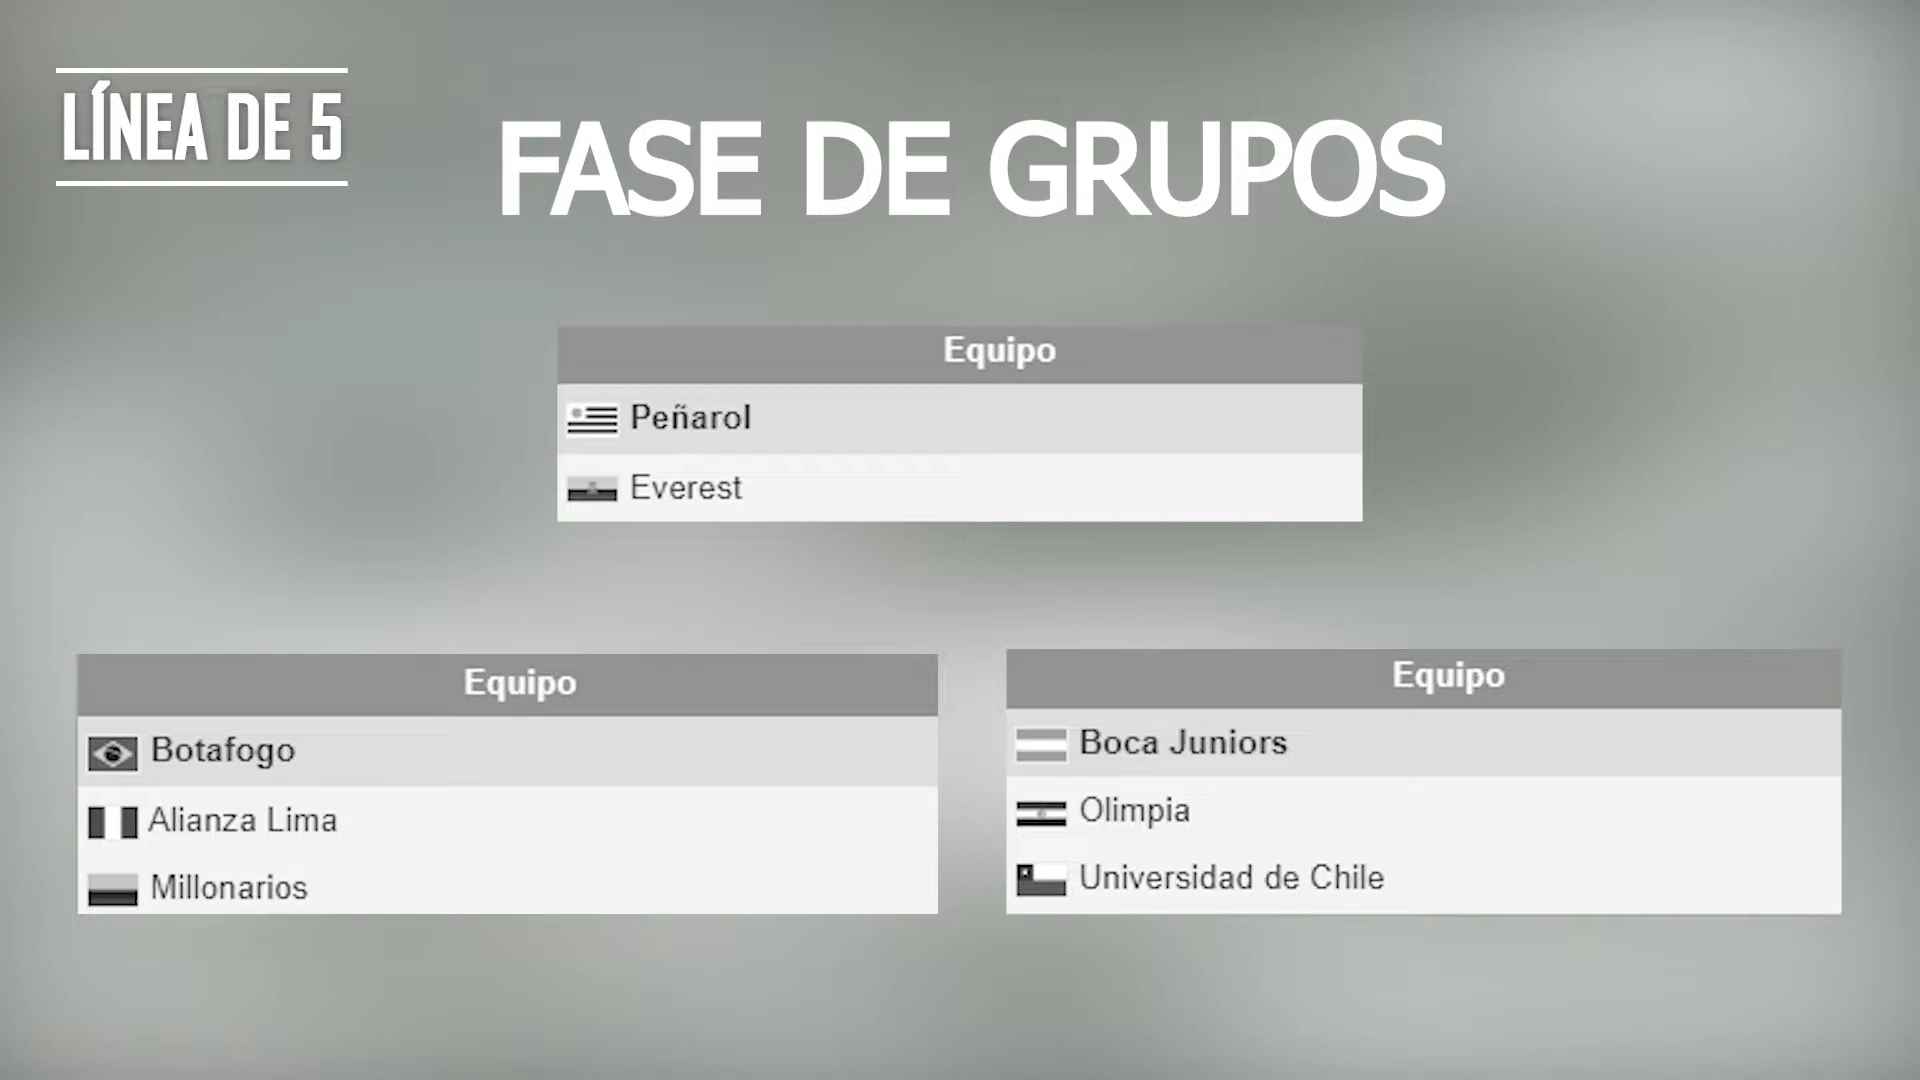 LÍNEA DE 5
FASE DE GRUPOS
Equipo
Peñarol
Everest
Equipo
Botafogo
Alianza Lima
Millonarios
Equipo
Boca Juniors
Olimpia
Universidad de Chile